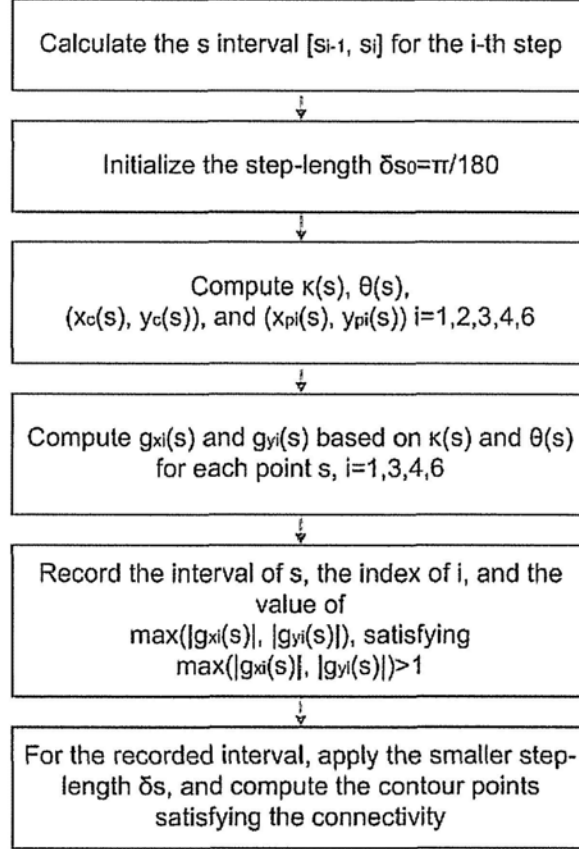 Calculate the s interval [si-1, si] for the i-th step
Initialize the step-length δs0=π/180
Compute κ(s), θ(s),
(xc(s), yc(s)), and (xpi(s), ypi(s)) i=1,2,3,4,6
Compute gxi(s) and gyi(s) based on κ(s) and θ(s)
for each point s, i=1,3,4,6
Record the interval of s, the index of i, and the
value of
max(|gxi(s)|, |gyi(s)|), satisfying
max(|gxi(s)|, |gyi(s)|)>1
For the recorded interval, apply the smaller step-
length δs, and compute the contour points
satisfying the connectivity